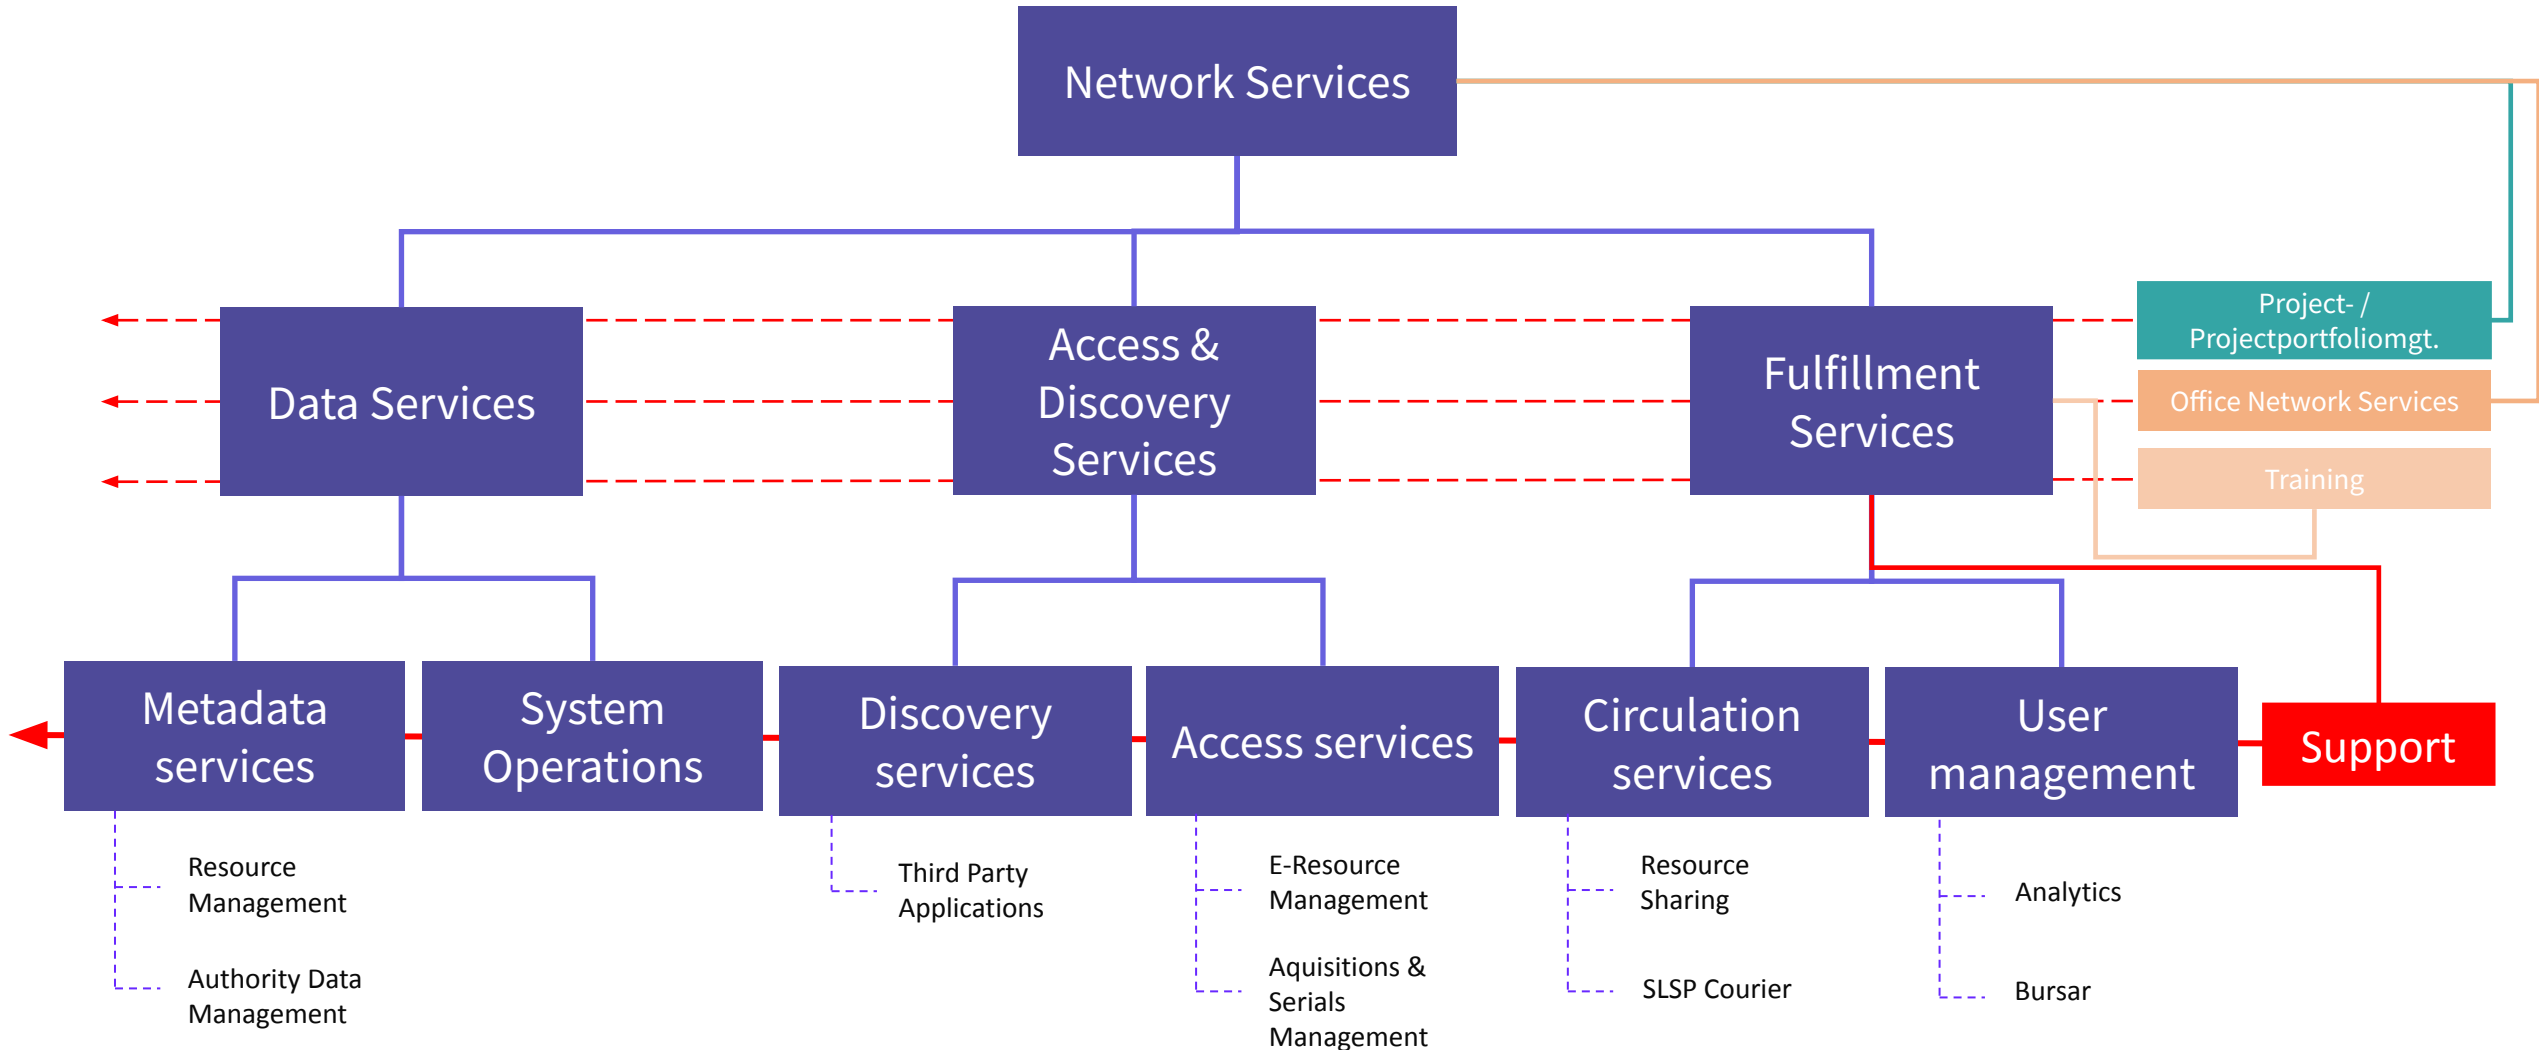 Network Services
Data Services
Access &
Discovery
Services
Fulfillment
Services
Project- /
Projectportfoliomgt.
Office Network Services
Training
Metadata
services
System
Operations
Discovery
services
Access services
Circulation
services
User
management
Support
Resource
Management
Authority Data
Management
Third Party
Applications
E-Resource
Management
Aquisitions &
Serials
Management
Resource
Sharing
SLSP Courier
Analytics
Bursar